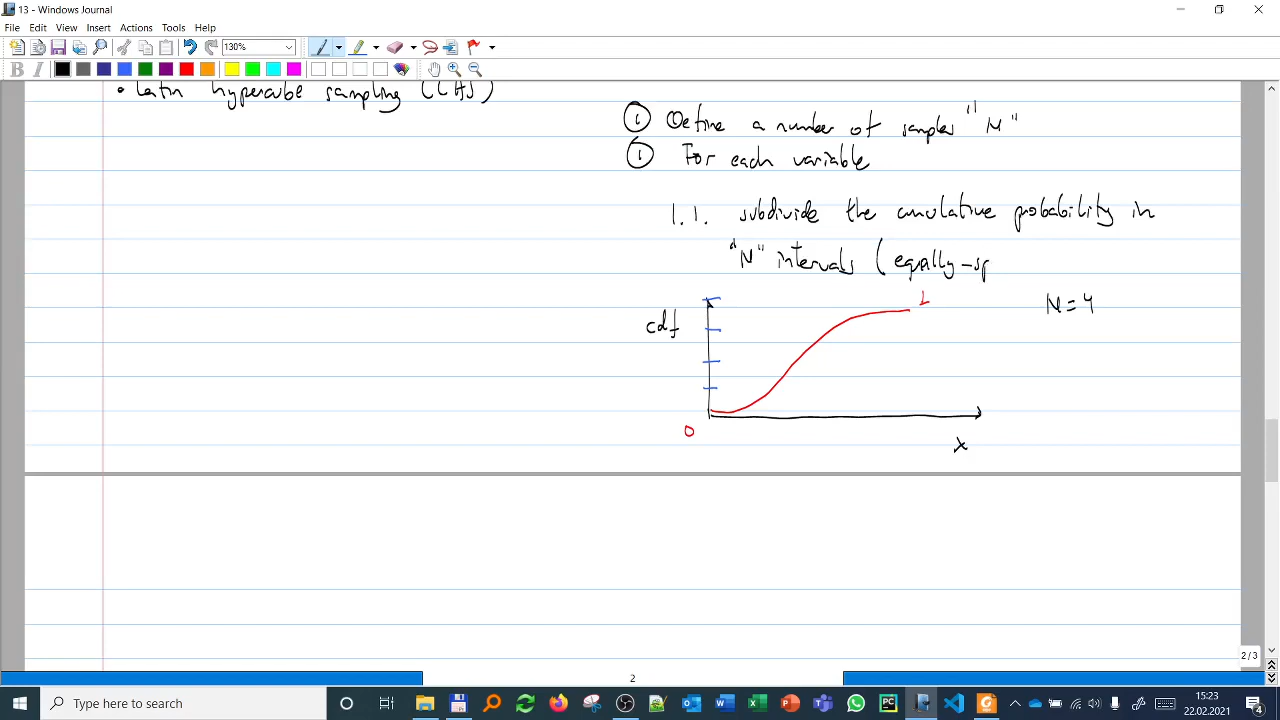 13 - Windows Journal
File Edit View Insert Actions Tools Help
130%
B I
• Latin hypercube sampling (LHS)
① Define a number of samples "N"
① For each variable
1.1. subdivide the cumulative probability in
"N" intervals (equally-sp
1
N=4
cdf
0
x
2 / 3
2
Type here to search
15:23
22.02.2021